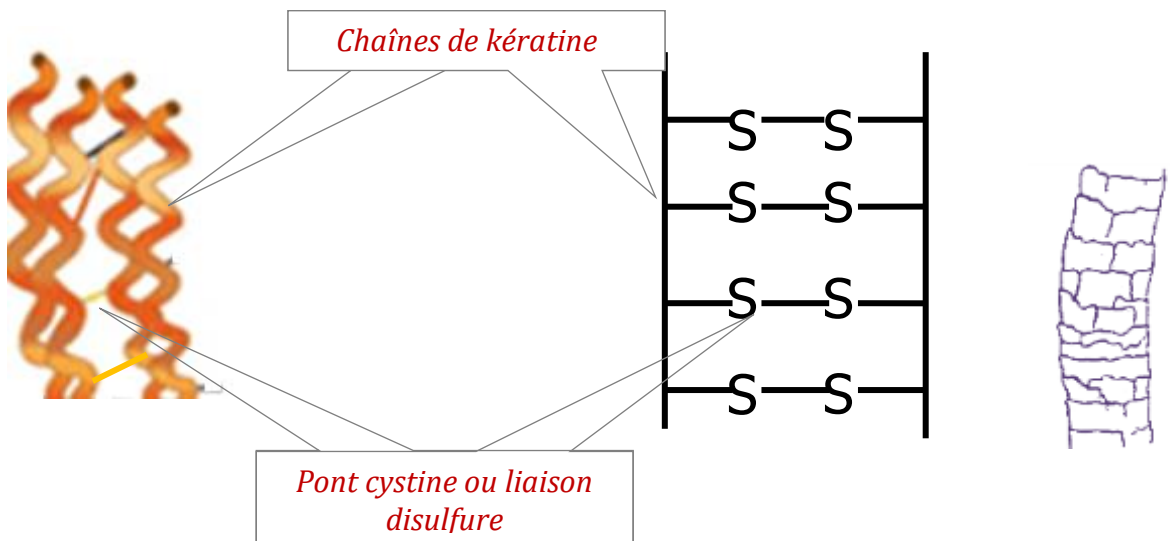 Chaînes de kératine
S S
S S
S S
S S
Pont cystine ou liaison
disulfure